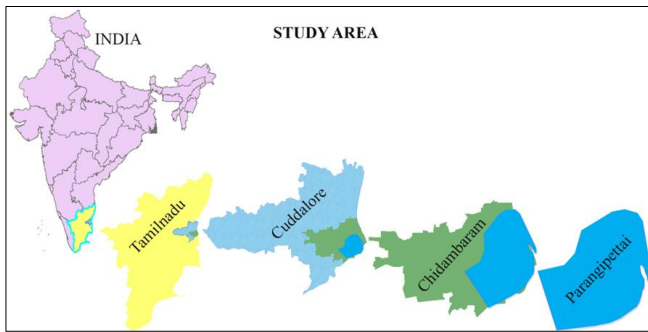 STUDY AREA
INDIA
Tamilnadu
Cuddalore
Chidambaram
Parangipettai